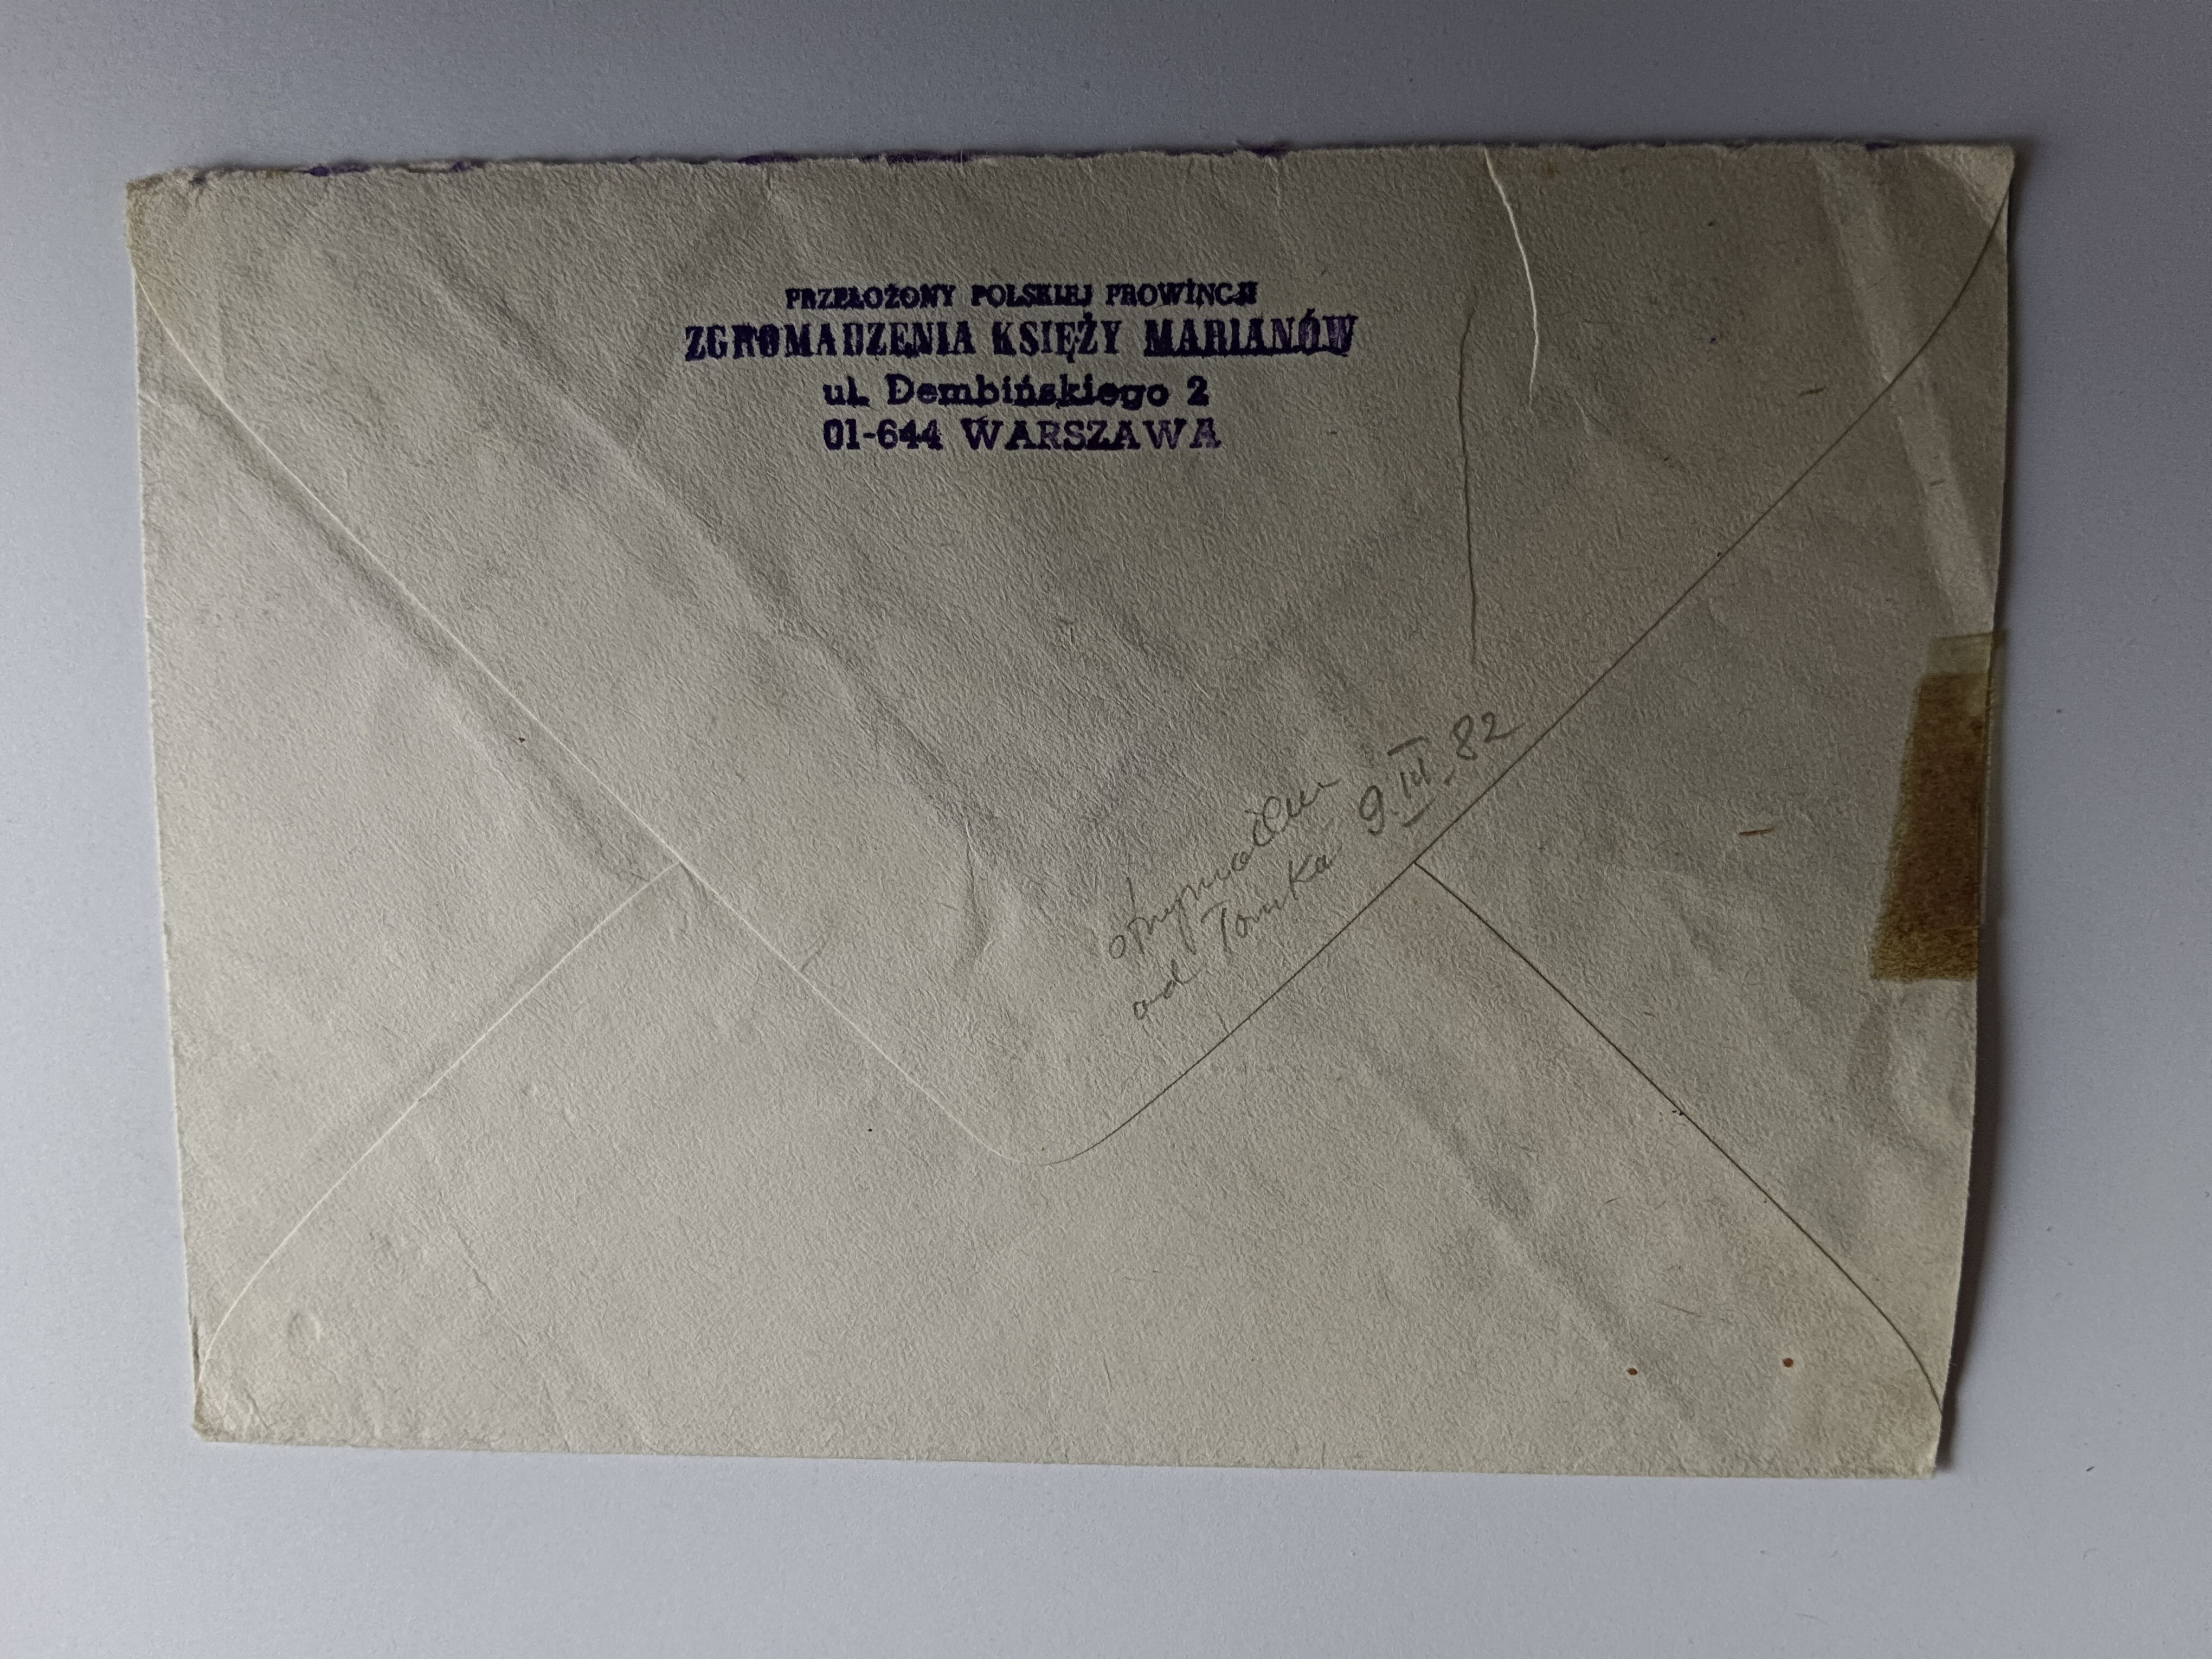 PRZEŁOŻONY POLSKIEJ PROWINCJI
ZGROMADZENIA KSIĘŻY MARIANÓW
ul. Dembińskiego 2
01-644 WARSZAWA
otrzymałem
od Tomka 9.III.82